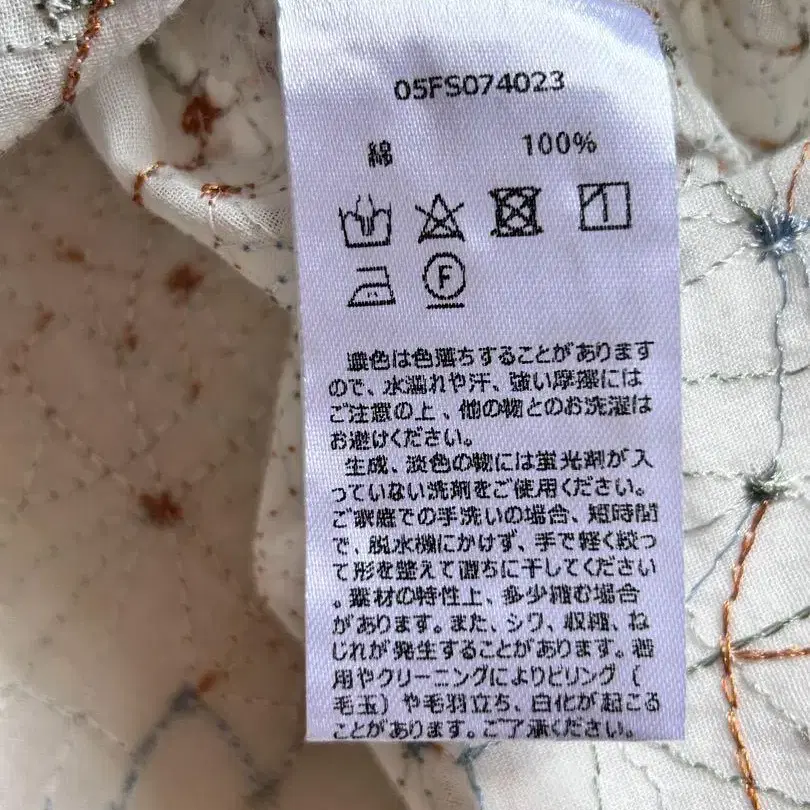 05FS074023
綿 100%
F
濃色は色落ちすることがあります
ので、水濡れや汗、強い摩擦には
ご注意の上、他の物とのお洗濯は
お避けください。
生成、淡色の物には蛍光剤が入
っていない洗剤をご使用ください。
ご家庭での手洗いの場合、短時間
で、脱水機にかけず、手で軽く絞っ
て形を整えて直ちに干してください
。素材の特性上、多少縮む場合
があります。また、シワ、収縮、ね
じれが発生することがあります。着
用やクリーニングによりピリング（
毛玉）や毛羽立ち、白化が起こる
ことがあります。ご了承ください。